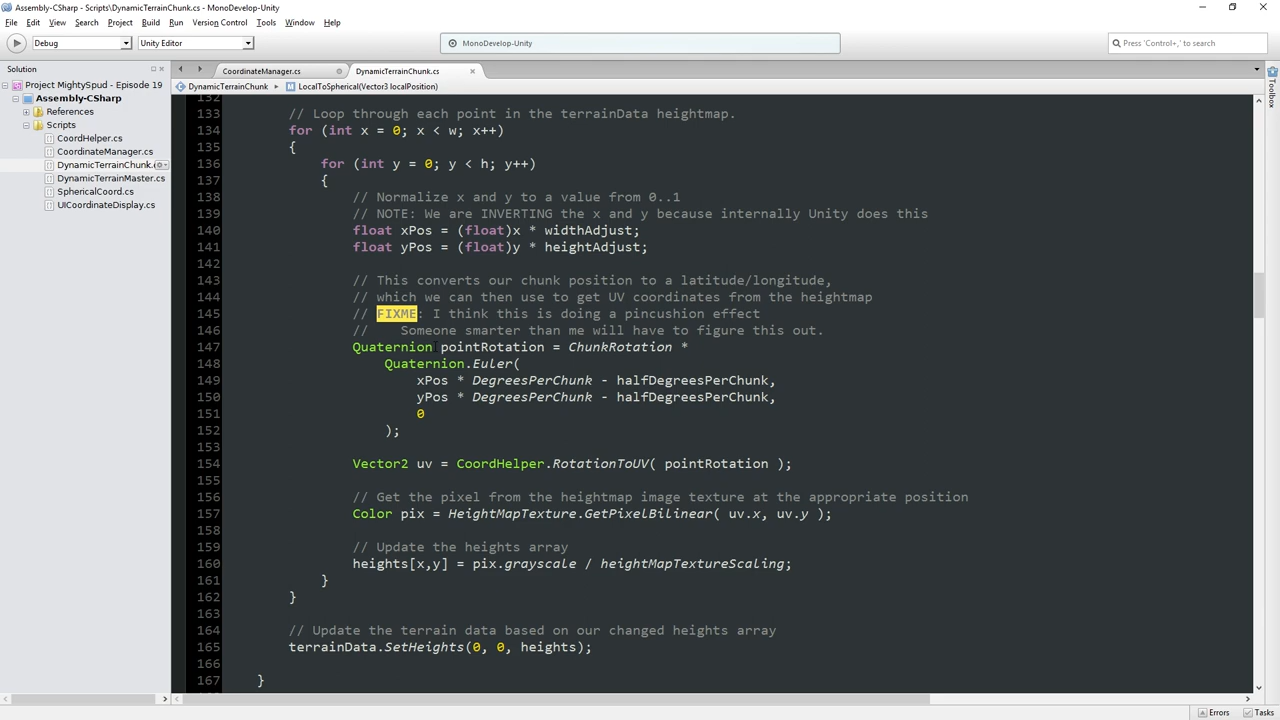 Assembly-CSharp - Scripts\DynamicTerrainChunk.cs - MonoDevelop-Unity
File Edit View Search Project Build Run Version Control Tools Window Help
Debug Unity Editor MonoDevelop-Unity Press 'Control+,' to search
Solution
CoordinateManager.cs DynamicTerrainChunk.cs
Project MightySpud - Episode 19
DynamicTerrainChunk LocalToSpherical(Vector3 localPosition)
Assembly-CSharp
References
Scripts
CoordHelper.cs
CoordinateManager.cs
DynamicTerrainChunk.
DynamicTerrainMaster.cs
SphericalCoord.cs
UICoordinateDisplay.cs
Toolbox
132
133 // Loop through each point in the terrainData heightmap.
134 for (int x = 0; x < w; x++)
135 {
136 for (int y = 0; y < h; y++)
137 {
138 // Normalize x and y to a value from 0..1
139 // NOTE: We are INVERTING the x and y because internally Unity does this
140 float xPos = (float)x * widthAdjust;
141 float yPos = (float)y * heightAdjust;
142
143 // This converts our chunk position to a latitude/longitude,
144 // which we can then use to get UV coordinates from the heightmap
145 // FIXME: I think this is doing a pincushion effect
146 // Someone smarter than me will have to figure this out.
147 Quaternion pointRotation = ChunkRotation *
148 Quaternion.Euler(
149 xPos * DegreesPerChunk - halfDegreesPerChunk,
150 yPos * DegreesPerChunk - halfDegreesPerChunk,
151 0
152 );
153
154 Vector2 uv = CoordHelper.RotationToUV( pointRotation );
155
156 // Get the pixel from the heightmap image texture at the appropriate position
157 Color pix = HeightMapTexture.GetPixelBilinear( uv.x, uv.y );
158
159 // Update the heights array
160 heights[x,y] = pix.grayscale / heightMapTextureScaling;
161 }
162 }
163
164 // Update the terrain data based on our changed heights array
165 terrainData.SetHeights(0, 0, heights);
166
167 }
Errors Tasks